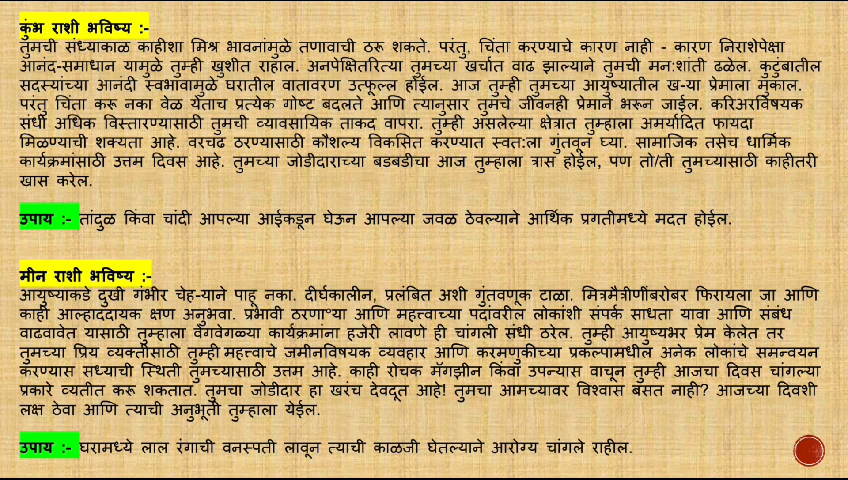 कुंभ राशी भविष्य :-
तुमची संध्याकाळ काहीशा मिश्र भावनांमुळे तणावाची ठरू शकते. परंतु, चिंता करण्याचे कारण नाही - कारण निराशेपेक्षा
आनंद-समाधान यामुळे तुम्ही खुशीत राहाल. अनपेक्षितरित्या तुमच्या खर्चात वाढ झाल्याने तुमची मन:शांती ढळेल. कुटुंबातील
सदस्यांच्या आनंदी स्वभावामुळे घरातील वातावरण उत्फूल्ल होईल. आज तुम्ही तुमच्या आयुष्यातील ख-या प्रेमाला मुकाल.
परंतु चिंता करू नका वेळ येताच प्रत्येक गोष्ट बदलते आणि त्यानुसार तुमचे जीवनही प्रेमाने भरून जाईल. करिअरविषयक
संधी अधिक विस्तारण्यासाठी तुमची व्यावसायिक ताकद वापरा. तुम्ही असलेल्या क्षेत्रात तुम्हाला अमर्यादित फायदा
मिळण्याची शक्यता आहे. वरचढ ठरण्यासाठी कौशल्य विकसित करण्यात स्वत:ला गुंतवून घ्या. सामाजिक तसेच धार्मिक
कार्यक्रमांसाठी उत्तम दिवस आहे. तुमच्या जोडीदाराच्या बडबडीचा आज तुम्हाला त्रास होईल, पण तो/ती तुमच्यासाठी काहीतरी
खास करेल.
उपाय :- तांदुळ किंवा चांदी आपल्या आईकडून घेऊन आपल्या जवळ ठेवल्याने आर्थिक प्रगतीमध्ये मदत होईल.
मीन राशी भविष्य :-
आयुष्याकडे दुखी गंभीर चेह-याने पाहू नका. दीर्घकालीन, प्रलंबित अशी गुंतवणूक टाळा. मित्रमैत्रीणींबरोबर फिरायला जा आणि
काही आल्हाददायक क्षण अनुभवा. प्रभावी ठरणाऱ्या आणि महत्त्वाच्या पदांवरील लोकांशी संपर्क साधता यावा आणि संबंध
वाढवावेत यासाठी तुम्हाला वेगवेगळ्या कार्यक्रमांना हजेरी लावणे ही चांगली संधी ठरेल. तुम्ही आयुष्यभर प्रेम केलेत तर
तुमच्या प्रिय व्यक्तीसाठी तुम्ही महत्त्वाचे जमीनविषयक व्यवहार आणि करमणुकीच्या प्रकल्पामधील अनेक लोकांचे समन्वयन
करण्यास सध्याची स्थिती तुमच्यासाठी उत्तम आहे. काही रोचक मॅगझीन किंवा उपन्यास वाचून तुम्ही आजचा दिवस चांगल्या
प्रकारे व्यतीत करू शकतात. तुमचा जोडीदार हा खरंच देवदूत आहे! तुमचा आमच्यावर विश्वास बसत नाही? आजच्या दिवशी
लक्ष ठेवा आणि त्याची अनुभूती तुम्हाला येईल.
उपाय :- घरामध्ये लाल रंगाची वनस्पती लावून त्याची काळजी घेतल्याने आरोग्य चांगले राहील.